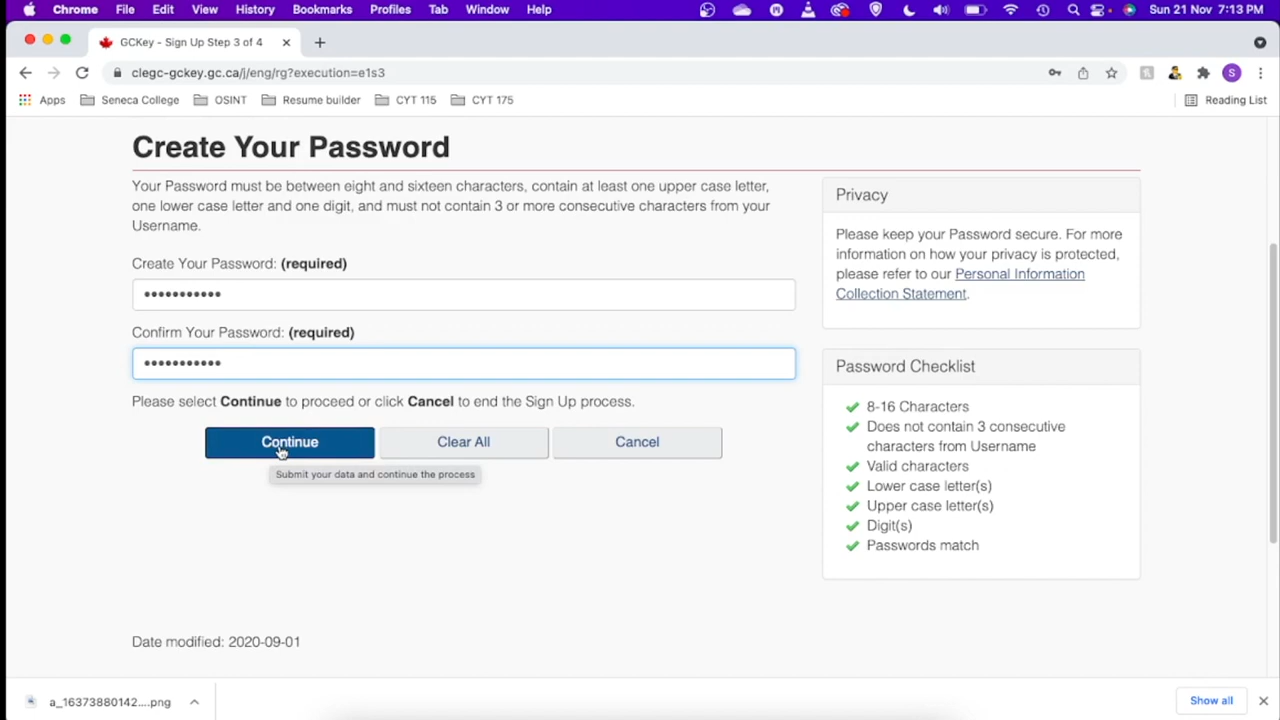 Chrome File Edit View History Bookmarks Profiles Tab Window Help Sun 21 Nov 7:13 PM
GCKey - Sign Up Step 3 of 4
clegc-gckey.gc.ca/j/eng/rg?execution=e1s3
Apps Seneca College OSINT Resume builder CYT 115 CYT 175 Reading List
Create Your Password
Your Password must be between eight and sixteen characters, contain at least one upper case letter,
one lower case letter and one digit, and must not contain 3 or more consecutive characters from your
Username.
Create Your Password: (required)
•••••••••••
Confirm Your Password: (required)
•••••••••••
Please select Continue to proceed or click Cancel to end the Sign Up process.
Continue Clear All Cancel
Submit your data and continue the process
Privacy
Please keep your Password secure. For more
information on how your privacy is protected,
please refer to our Personal Information
Collection Statement.
Password Checklist
8-16 Characters
Does not contain 3 consecutive
characters from Username
Valid characters
Lower case letter(s)
Upper case letter(s)
Digit(s)
Passwords match
Date modified: 2020-09-01
a_16373880142....png
Show all